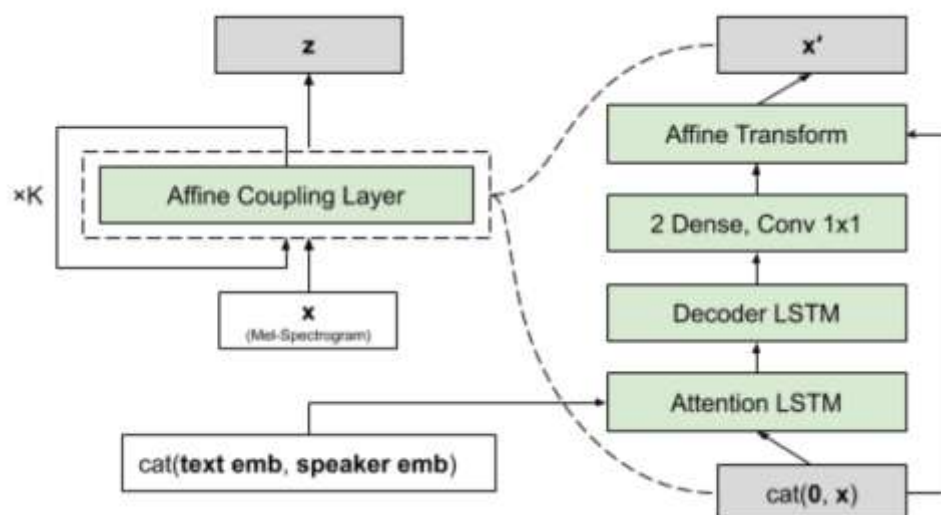 z
×K
Affine Coupling Layer
x
(Mel-Spectrogram)
cat(text emb, speaker emb)
x'
Affine Transform
2 Dense, Conv 1x1
Decoder LSTM
Attention LSTM
cat(0, x)